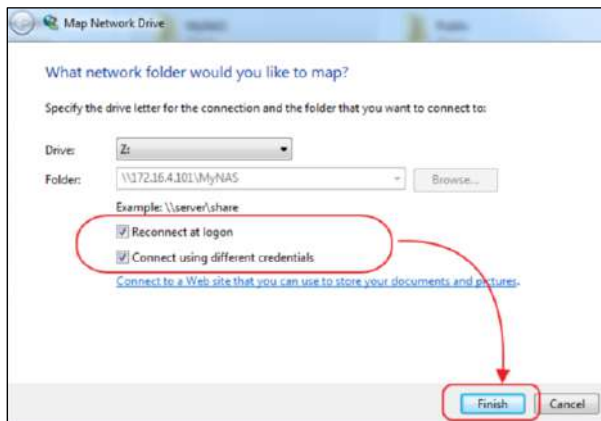 Map Network Drive
What network folder would you like to map?
Specify the drive letter for the connection and the folder that you want to connect to:
Drive: Z:
Folder: \\172.16.4.101\MyNAS Browse...
Example: \\server\share
Reconnect at logon
Connect using different credentials
Connect to a Web site that you can use to store your documents and pictures.
Finish Cancel